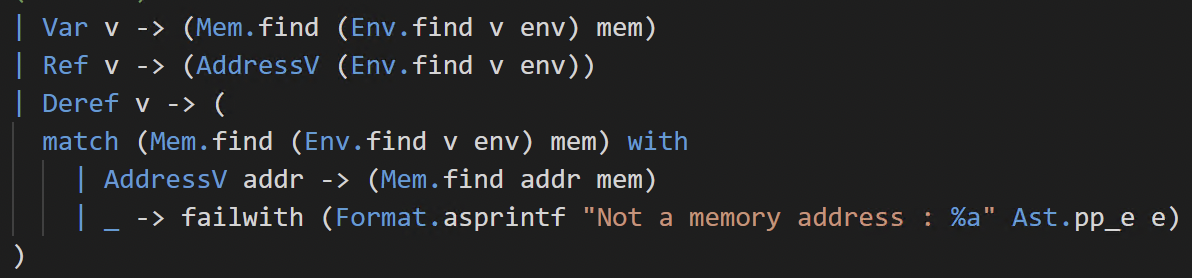 | Var v -> (Mem.find (Env.find v env) mem)
| Ref v -> (AddressV (Env.find v env))
| Deref v -> (
match (Mem.find (Env.find v env) mem) with
| AddressV addr -> (Mem.find addr mem)
| _ -> failwith (Format.asprintf "Not a memory address : %a" Ast.pp_e e)
)